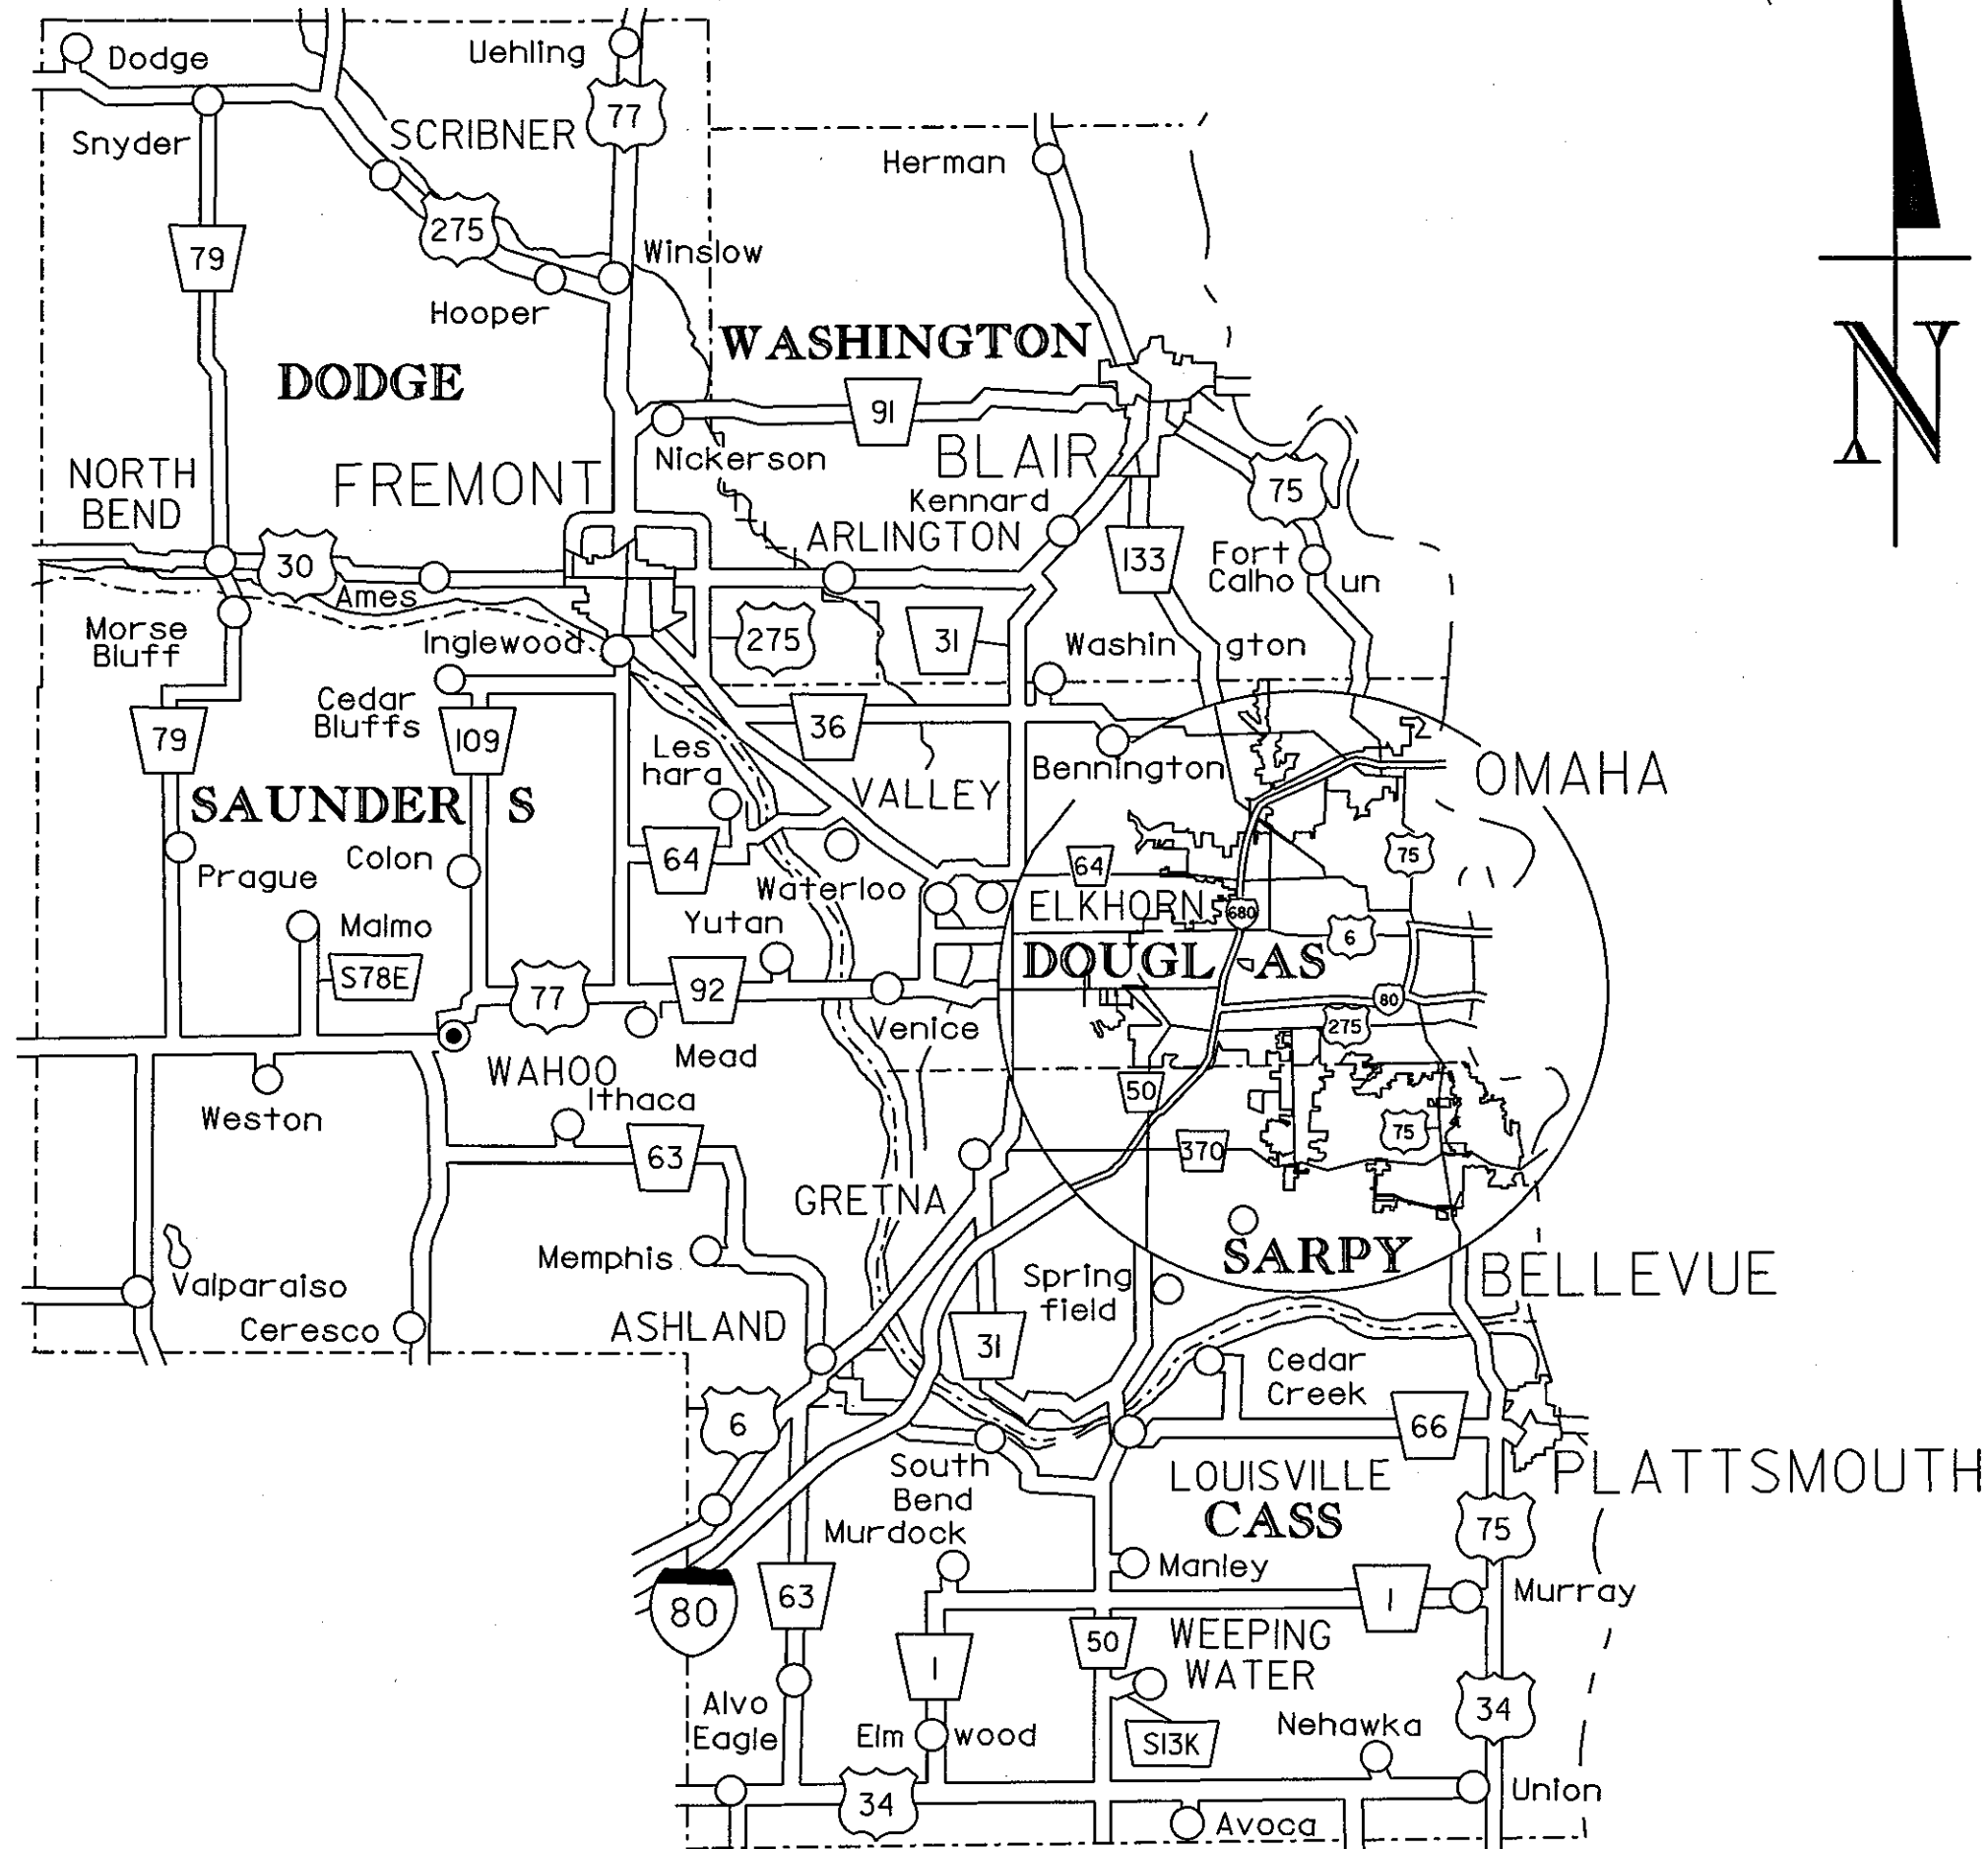 Dodge
Uehling
77
SCRIBNER
Snyder
Herman
275
79
Winslow
Hooper
WASHINGTON
N
DODGE
91
Nickerson
BLAIR
NORTH
BEND
FREMONT
75
Kennard
ARLINGTON
133
Fort
Calho un
30
Ames
Morse
Bluff
Inglewood
275
31
Washin gton
Cedar
Bluffs
79
109
36
Les
hara
Bennington
OMAHA
VALLEY
SAUNDER S
64
75
Colon
Prague
64
Waterloo
ELKHORN
680
Malmo
Yutan
6
DOUGL AS
S78E
77
92
80
Venice
275
Mead
WAHOO
50
Ithaca
Weston
75
63
370
GRETNA
Memphis
SARPY
BELLEVUE
Valparaiso
Spring
field
Ceresco
ASHLAND
31
Cedar
Creek
6
66
South
Bend
LOUISVILLE
PLATTSMOUTH
CASS
75
Murdock
Manley
80
63
1
Murray
50
WEEPING
WATER
1
Alvo
34
Eagle
Elm wood
S13K
Nehawka
34
Union
Avoca